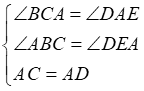 ∠BCA = ∠DAE
∠ABC = ∠DEA
AC = AD